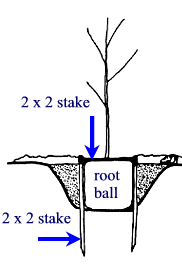 2 x 2 stake
root
ball
2 x 2 stake